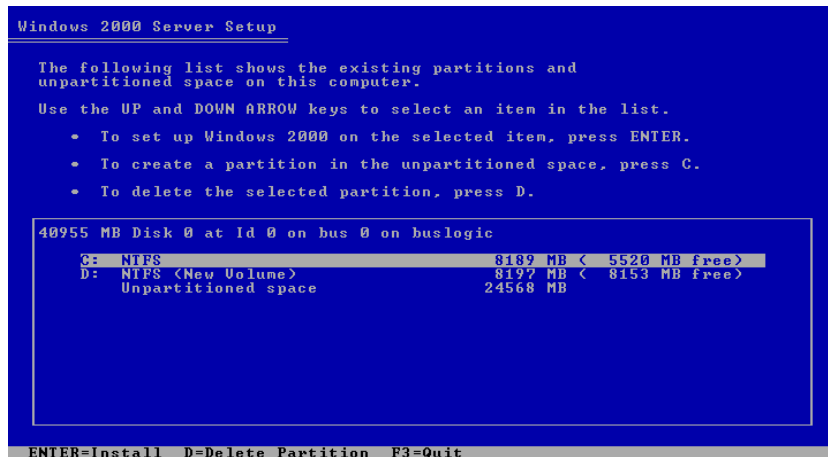 Windows 2000 Server Setup
The following list shows the existing partitions and
unpartitioned space on this computer.
Use the UP and DOWN ARROW keys to select an item in the list.
• To set up Windows 2000 on the selected item, press ENTER.
• To create a partition in the unpartitioned space, press C.
• To delete the selected partition, press D.
40955 MB Disk 0 at Id 0 on bus 0 on buslogic
C: NTFS 8189 MB ( 5520 MB free)
D: NTFS (New Volume) 8197 MB ( 8153 MB free)
Unpartitioned space 24568 MB
ENTER=Install D=Delete Partition F3=Quit